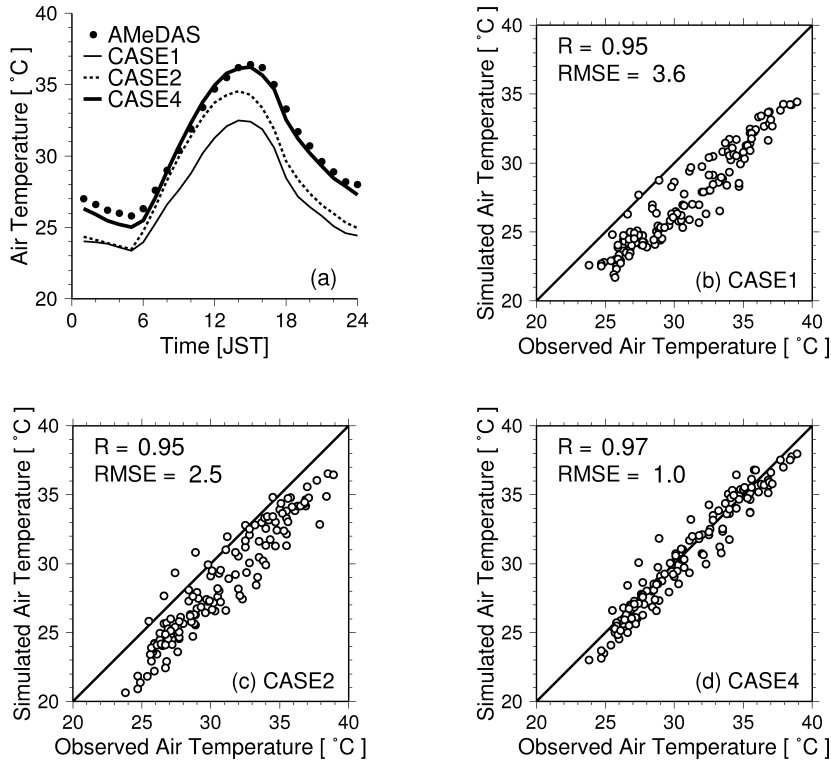 Air Temperature [ ˚C ]
40
35
30
25
20
AMeDAS
CASE1
CASE2
CASE4
(a)
0 6 12 18 24
Time [JST]
Simulated Air Temperature [ ˚C ]
40
35
30
25
20
R = 0.95
RMSE = 3.6
(b) CASE1
20 25 30 35 40
Observed Air Temperature [ ˚C ]
Simulated Air Temperature [ ˚C ]
40
35
30
25
20
R = 0.95
RMSE = 2.5
(c) CASE2
20 25 30 35 40
Observed Air Temperature [ ˚C ]
Simulated Air Temperature [ ˚C ]
40
35
30
25
20
R = 0.97
RMSE = 1.0
(d) CASE4
20 25 30 35 40
Observed Air Temperature [ ˚C ]